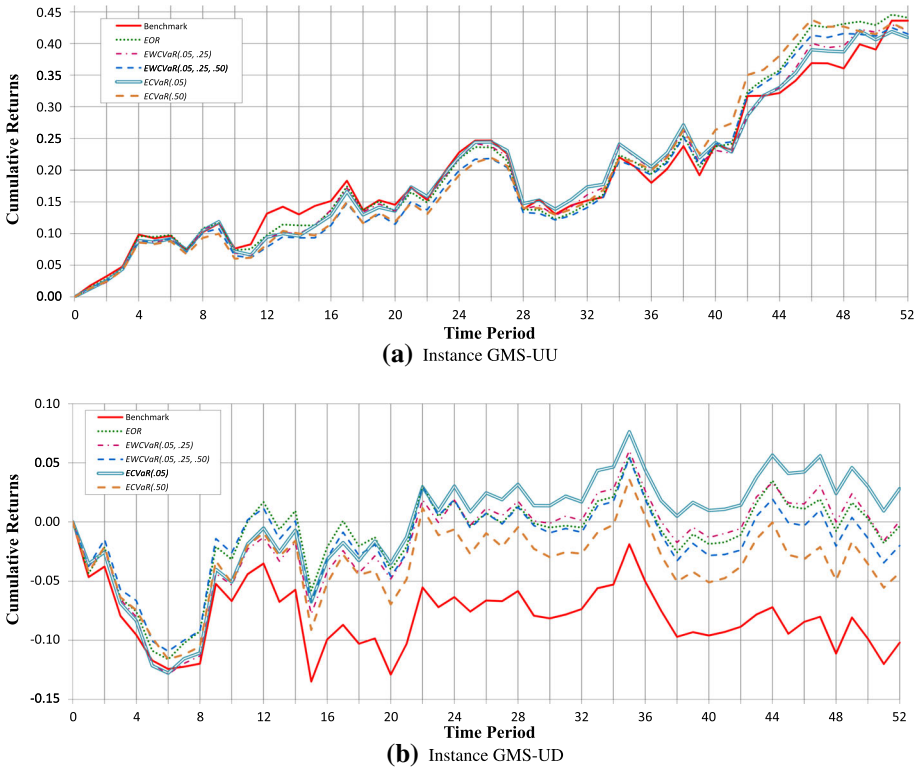 0.45
0.40
0.35
0.30
0.25
0.20
0.15
0.10
0.05
0.00
Cumulative Returns
Benchmark
EOR
EWCVaR(.05, .25)
EWCVaR(.05, .25, .50)
ECVaR(.05)
ECVaR(.50)
0 4 8 12 16 20 24 28 32 36 40 44 48 52
Time Period
(a) Instance GMS-UU
0.10
0.05
0.00
-0.05
-0.10
-0.15
Cumulative Returns
Benchmark
EOR
EWCVaR(.05, .25)
EWCVaR(.05, .25, .50)
ECVaR(.05)
ECVaR(.50)
0 4 8 12 16 20 24 28 32 36 40 44 48 52
Time Period
(b) Instance GMS-UD